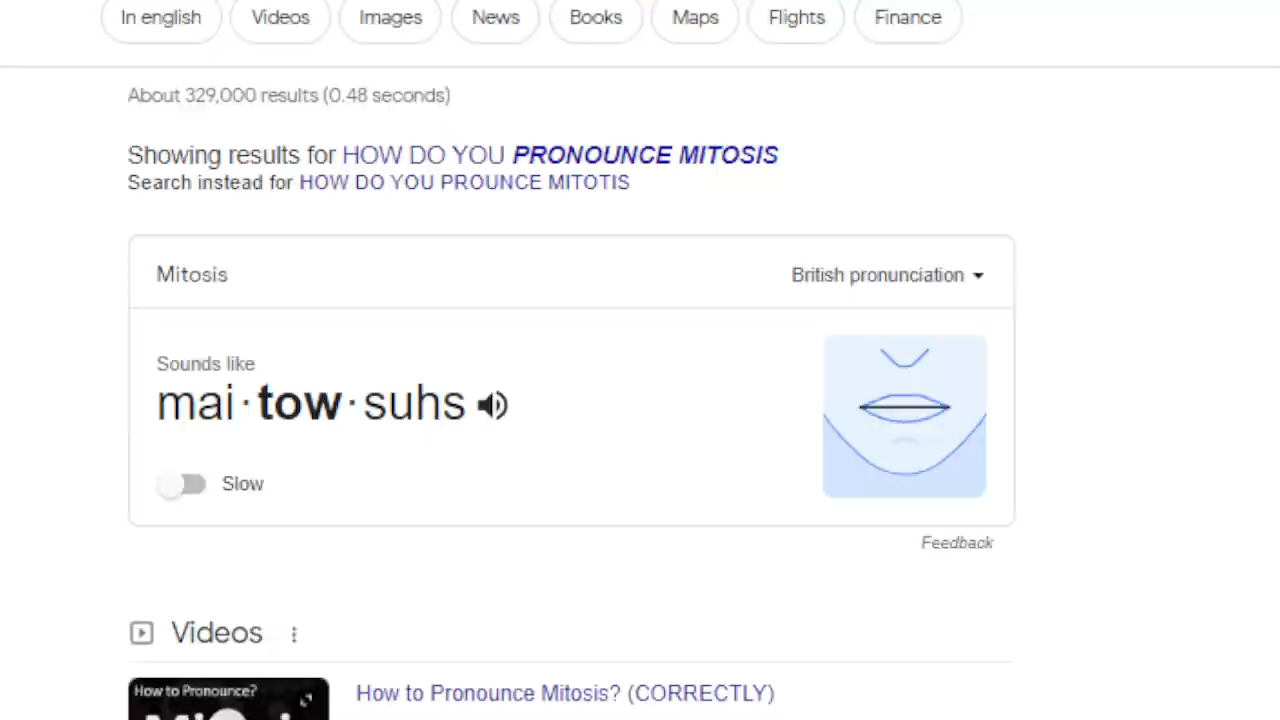 In english Videos Images News Books Maps Flights Finance
About 329,000 results (0.48 seconds)
Showing results for HOW DO YOU PRONOUNCE MITOSIS
Search instead for HOW DO YOU PROUNCE MITOTIS
Mitosis British pronunciation
Sounds like
mai·tow·suhs
Slow
Feedback
Videos
How to Pronounce?
How to Pronounce Mitosis? (CORRECTLY)